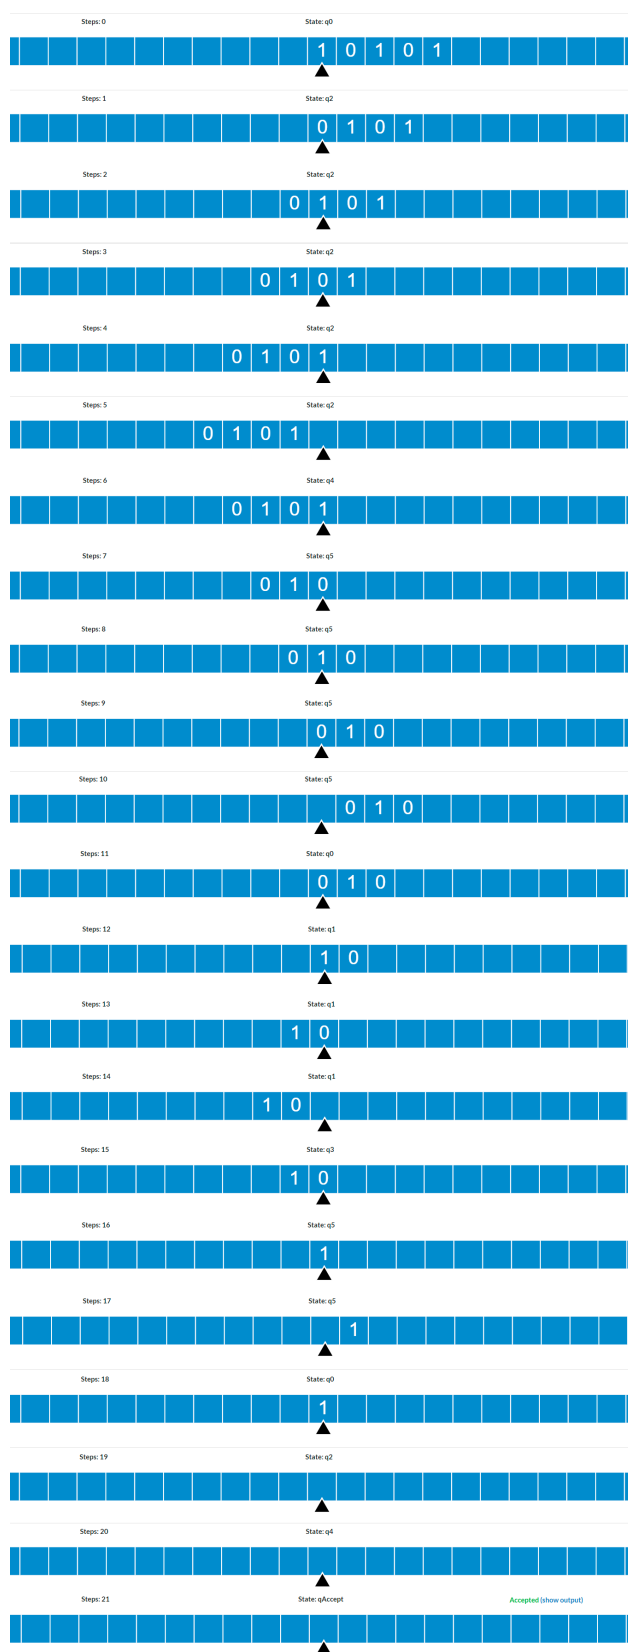 Steps: 0 State: q0
1 0 1 0 1
Steps: 1 State: q2
0 1 0 1
Steps: 2 State: q2
0 1 0 1
Steps: 3 State: q2
0 1 0 1
Steps: 4 State: q2
0 1 0 1
Steps: 5 State: q2
0 1 0 1
Steps: 6 State: q4
0 1 0 1
Steps: 7 State: q5
0 1 0
Steps: 8 State: q5
0 1 0
Steps: 9 State: q5
0 1 0
Steps: 10 State: q5
0 1 0
Steps: 11 State: q0
0 1 0
Steps: 12 State: q1
1 0
Steps: 13 State: q1
1 0
Steps: 14 State: q1
1 0
Steps: 15 State: q3
1 0
Steps: 16 State: q5
1
Steps: 17 State: q5
1
Steps: 18 State: q0
1
Steps: 19 State: q2
Steps: 20 State: q4
Steps: 21 State: qAccept Accepted (show output)